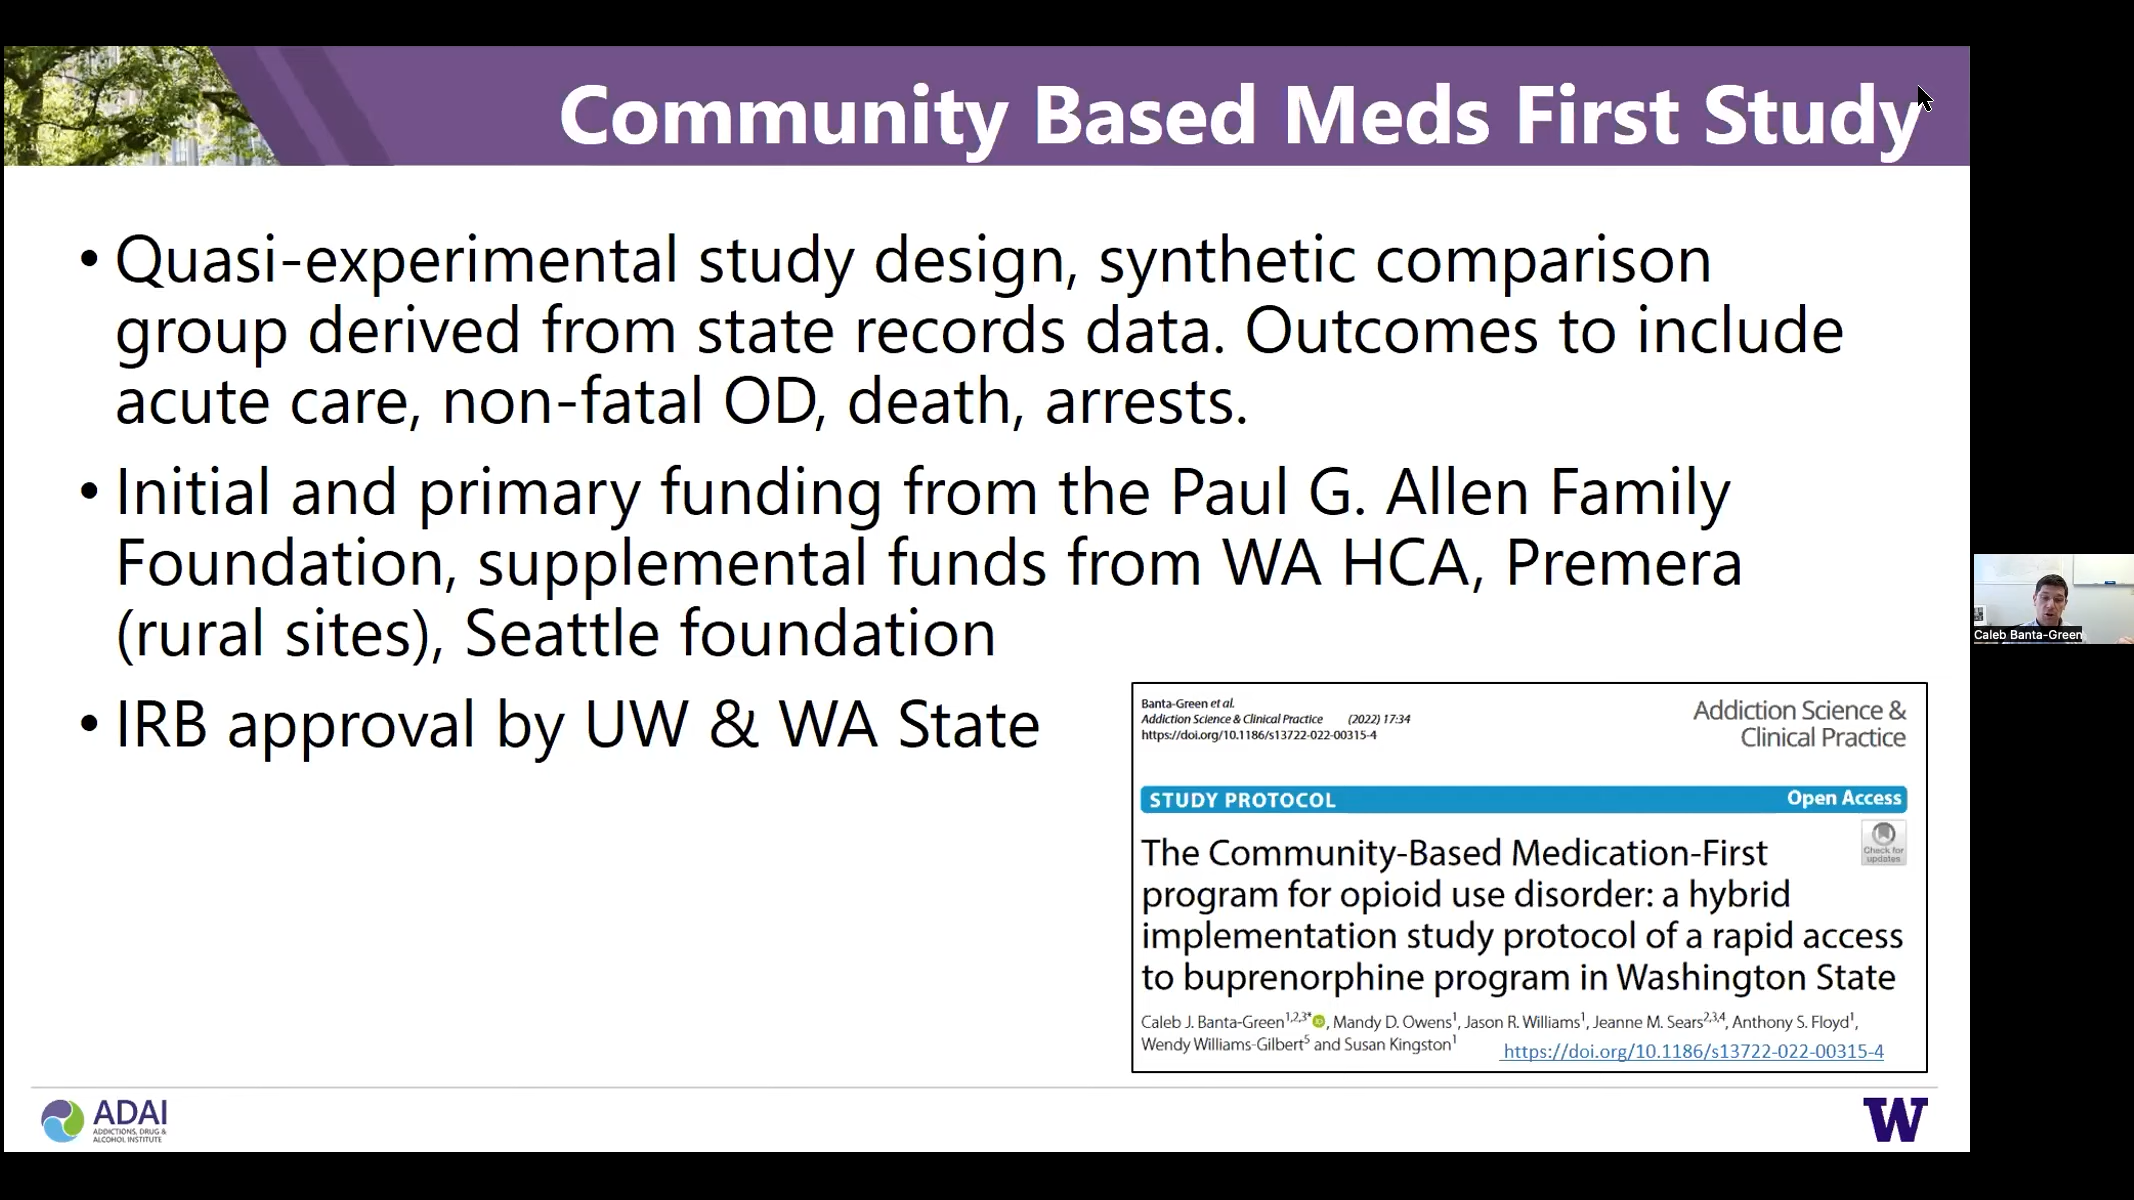 Community Based Meds First Study
• Quasi-experimental study design, synthetic comparison
group derived from state records data. Outcomes to include
acute care, non-fatal OD, death, arrests.
• Initial and primary funding from the Paul G. Allen Family
Foundation, supplemental funds from WA HCA, Premera
(rural sites), Seattle foundation
• IRB approval by UW & WA State
Banta-Green et al.
Addiction Science & Clinical Practice (2022) 17:34
https://doi.org/10.1186/s13722-022-00315-4
Addiction Science &
Clinical Practice
STUDY PROTOCOL
Open Access
Check for
updates
The Community-Based Medication-First
program for opioid use disorder: a hybrid
implementation study protocol of a rapid access
to buprenorphine program in Washington State
Caleb J. Banta-Green1,2,3*, Mandy D. Owens1, Jason R. Williams1, Jeanne M. Sears2,3,4, Anthony S. Floyd1,
Wendy Williams-Gilbert5 and Susan Kingston1
https://doi.org/10.1186/s13722-022-00315-4
ADAI
ADDICTIONS, DRUG &
ALCOHOL INSTITUTE
W
Caleb Banta-Green